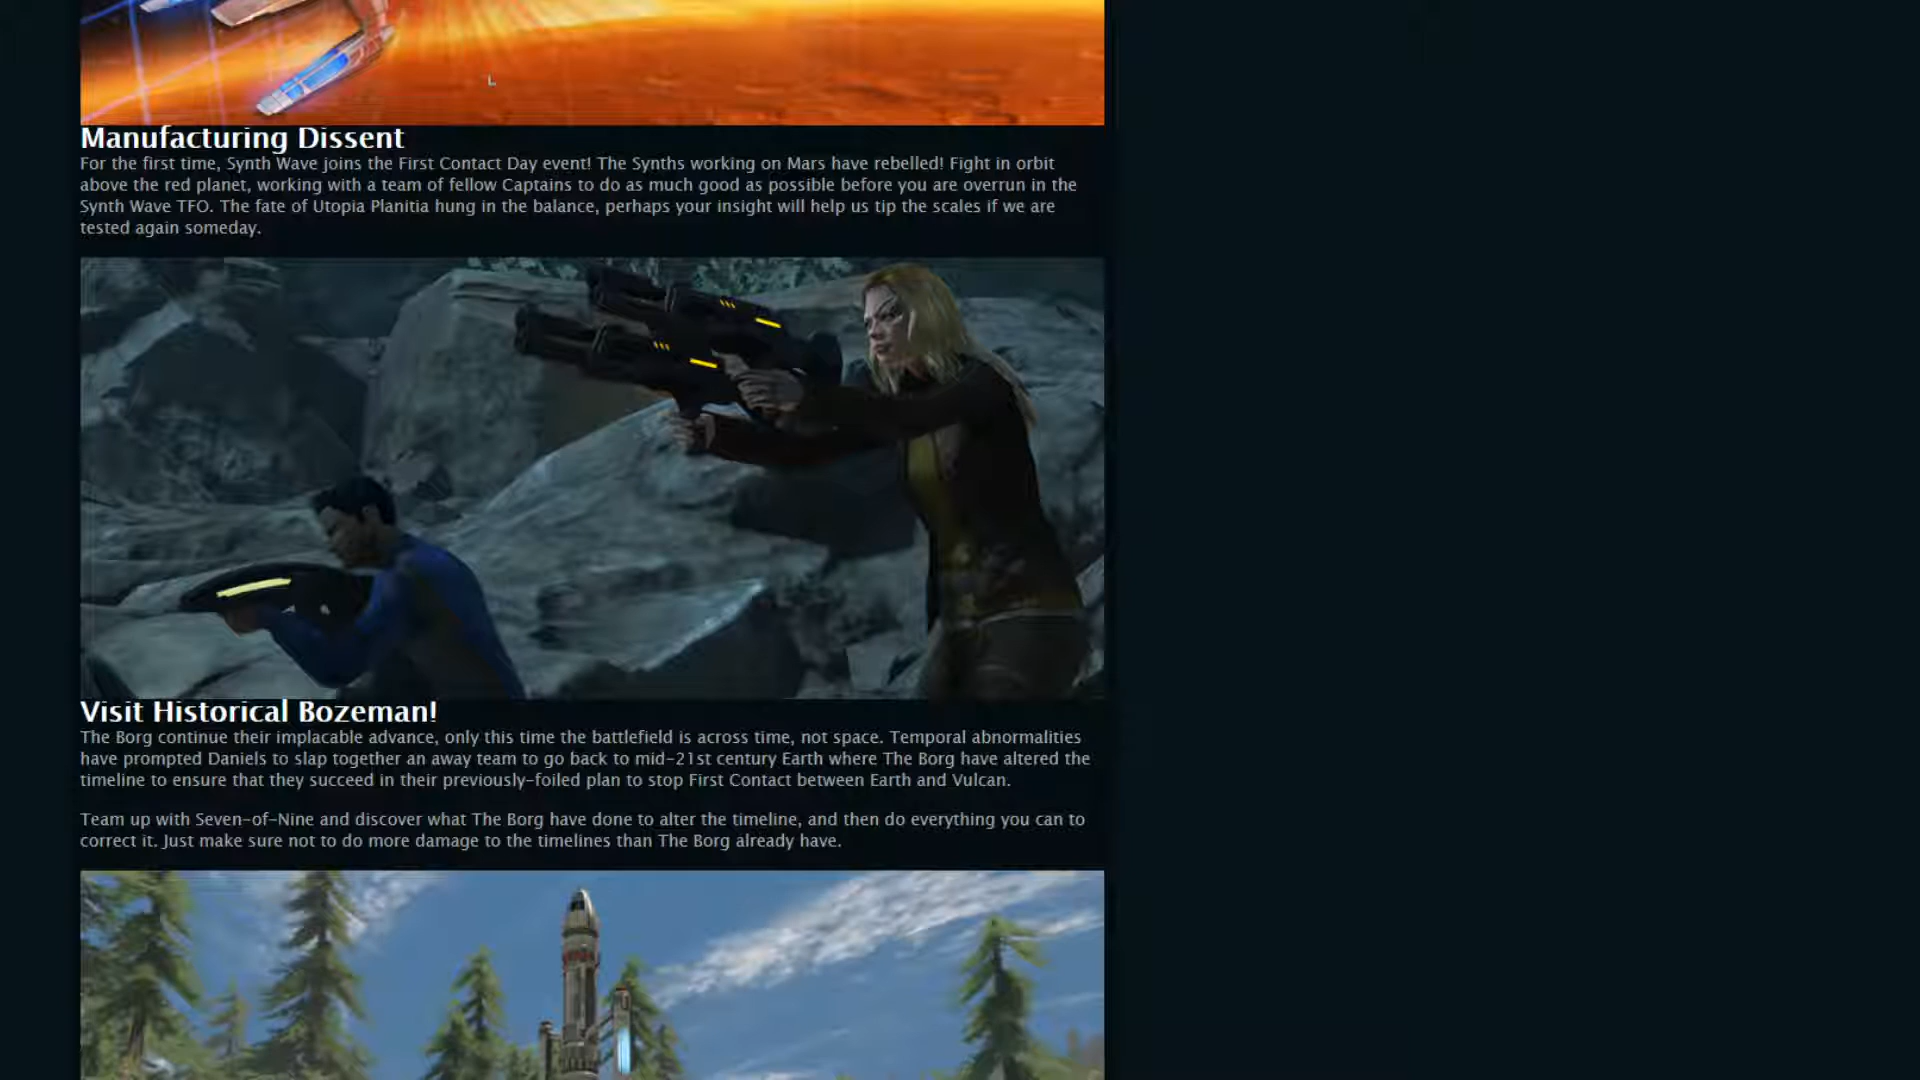 Manufacturing Dissent
For the first time, Synth Wave joins the First Contact Day event! The Synths working on Mars have rebelled! Fight in orbit
above the red planet, working with a team of fellow Captains to do as much good as possible before you are overrun in the
Synth Wave TFO. The fate of Utopia Planitia hung in the balance, perhaps your insight will help us tip the scales if we are
tested again someday.
Visit Historical Bozeman!
The Borg continue their implacable advance, only this time the battlefield is across time, not space. Temporal abnormalities
have prompted Daniels to slap together an away team to go back to mid-21st century Earth where The Borg have altered the
timeline to ensure that they succeed in their previously-foiled plan to stop First Contact between Earth and Vulcan.
Team up with Seven-of-Nine and discover what The Borg have done to alter the timeline, and then do everything you can to
correct it. Just make sure not to do more damage to the timelines than The Borg already have.